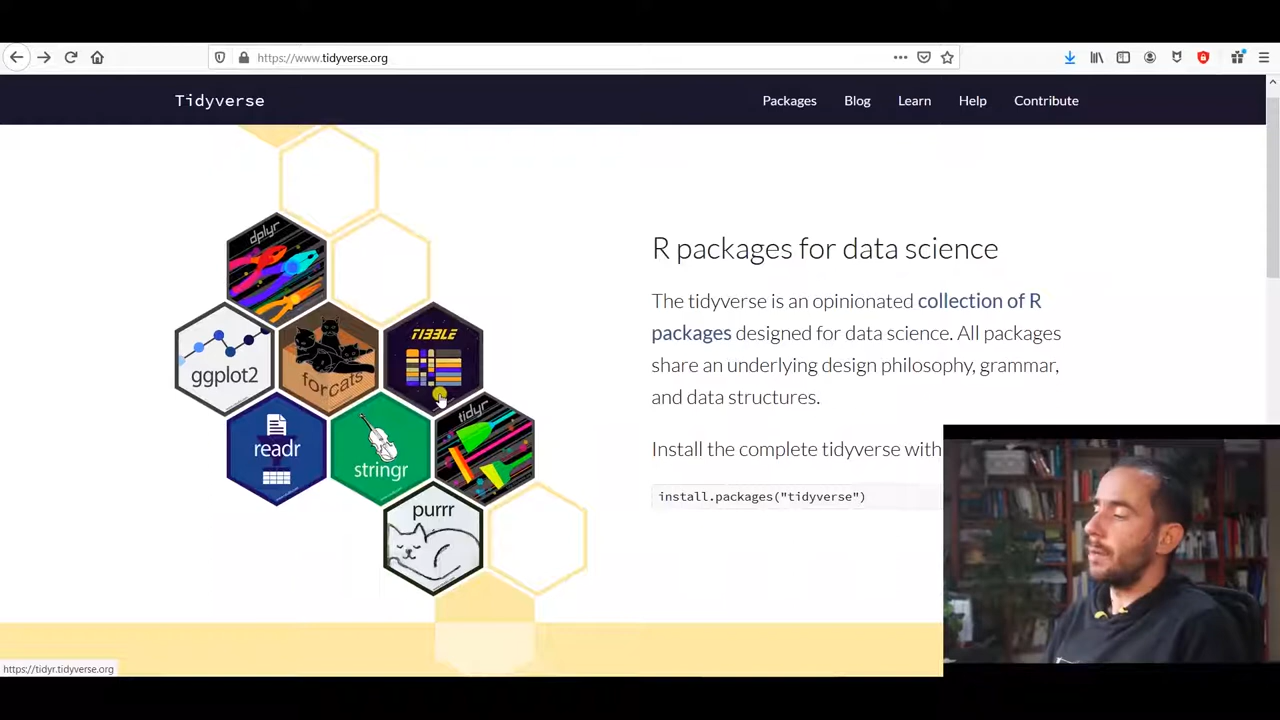 https://www.tidyverse.org
Tidyverse
Packages
Blog
Learn
Help
Contribute
dplyr
ggplot2
forcats
TIBBLE
readr
stringr
tidyr
purrr
R packages for data science
The tidyverse is an opinionated collection of R
packages designed for data science. All packages
share an underlying design philosophy, grammar,
and data structures.
Install the complete tidyverse with
install.packages("tidyverse")
https://tidyr.tidyverse.org